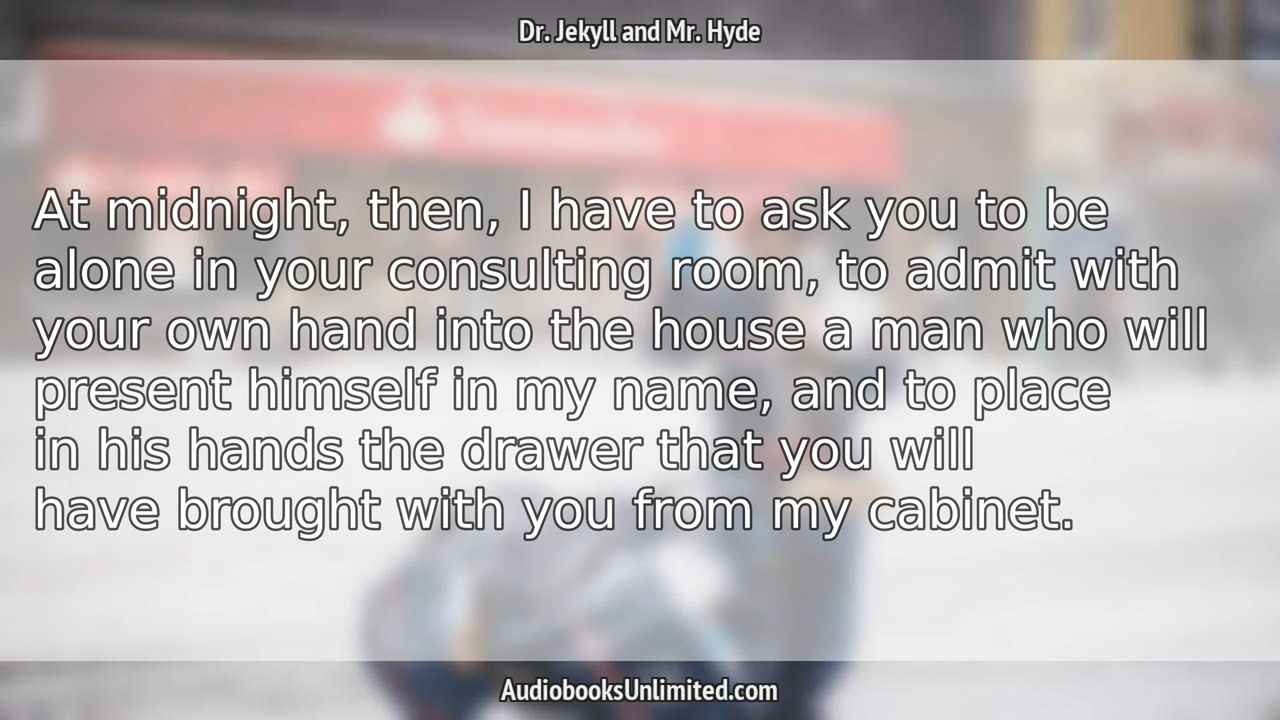 Dr. Jekyll and Mr. Hyde
At midnight, then, I have to ask you to be
alone in your consulting room, to admit with
your own hand into the house a man who will
present himself in my name, and to place
in his hands the drawer that you will
have brought with you from my cabinet.
AudiobooksUnlimited.com